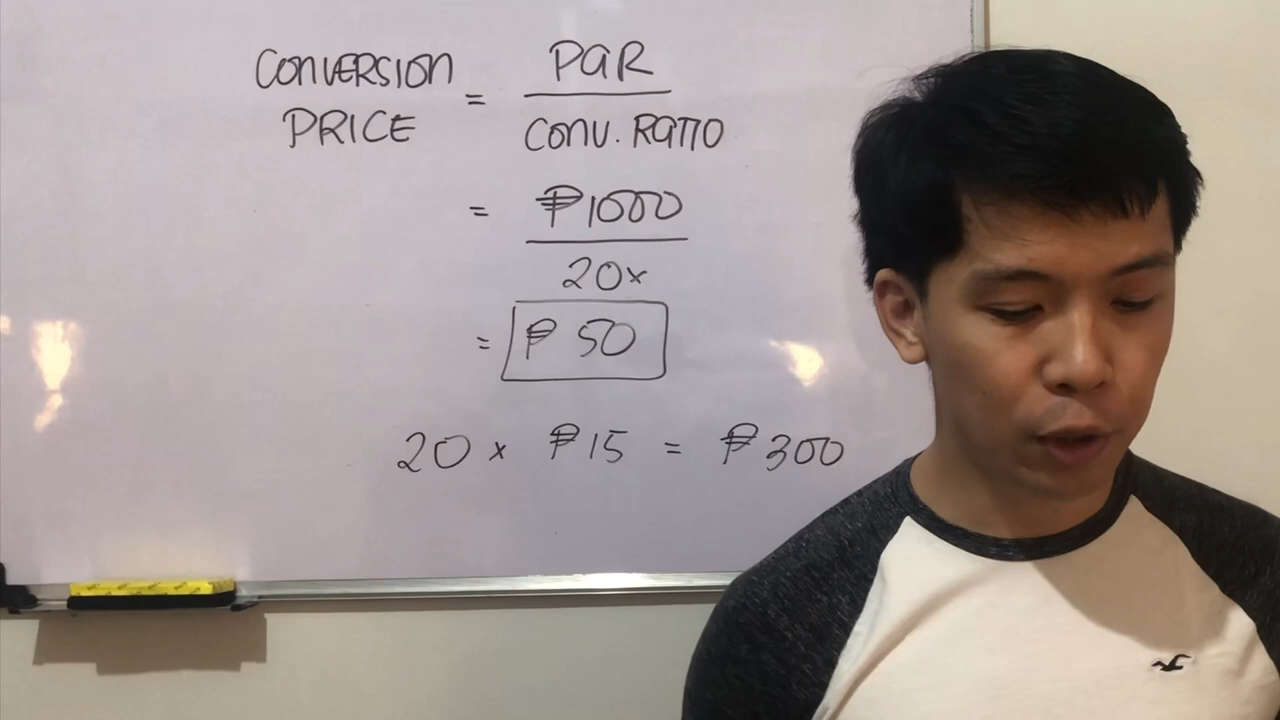 CONVERSION PRICE = PAR / CONV. RATIO
= ₱1000 / 20x
= ₱ 50
20 x ₱15 = ₱300